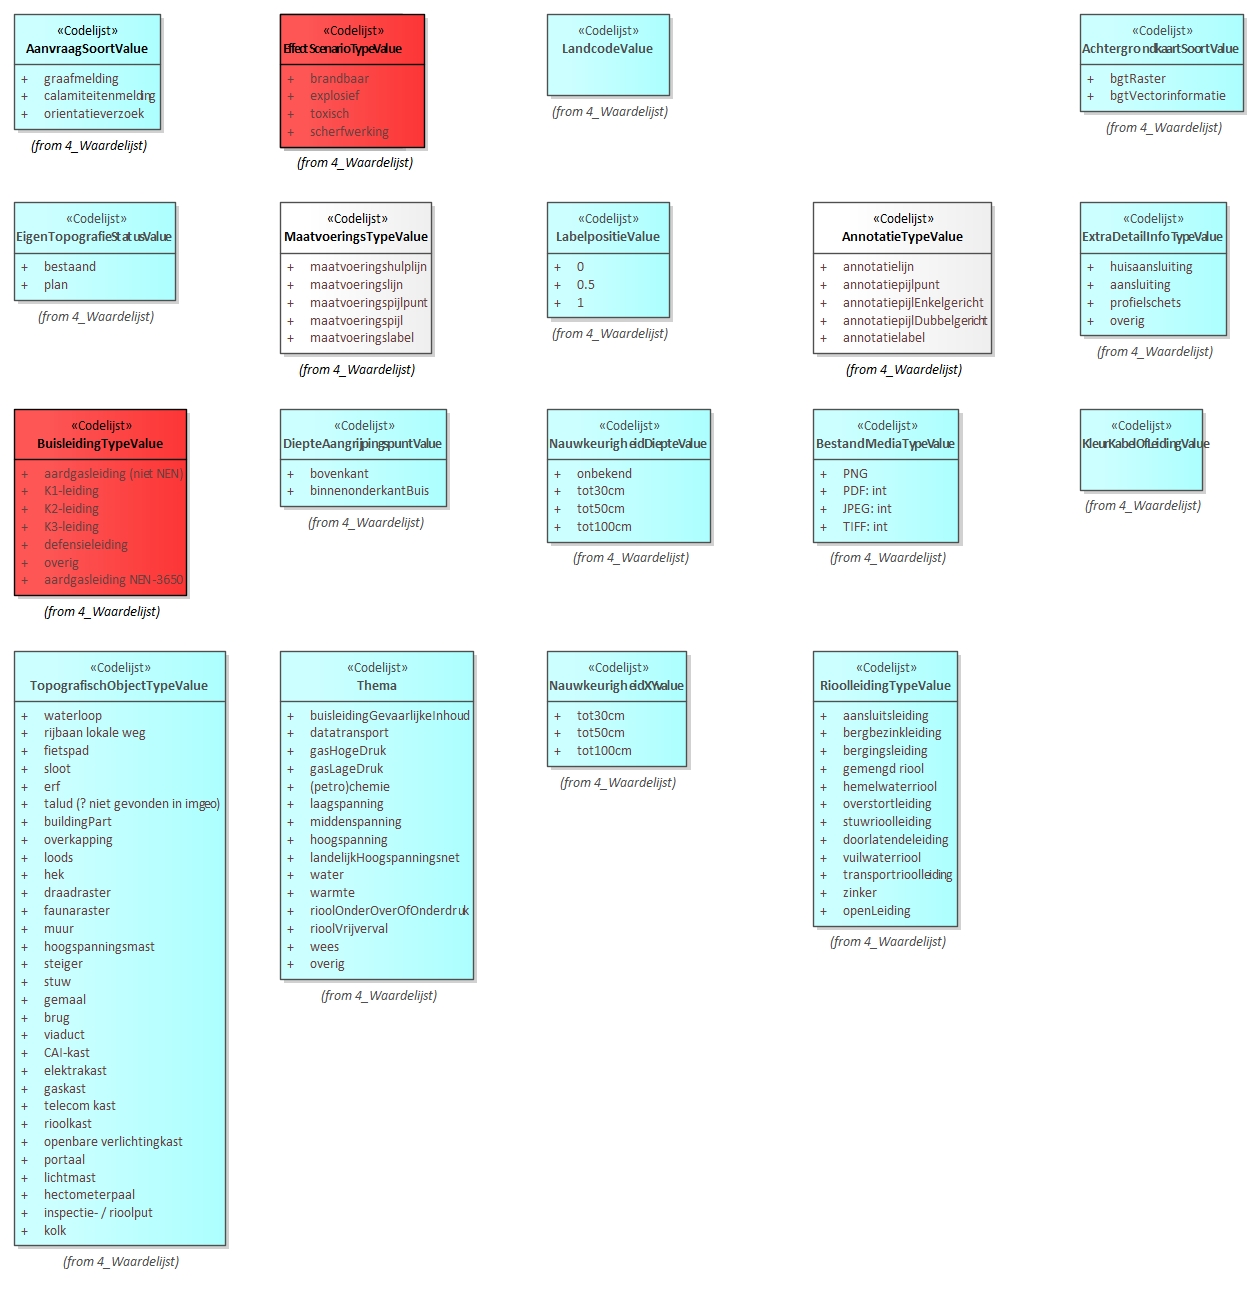 «Codelijst»
AanvraagSoortValue
+ graafmelding
+ calamiteitenmelding
+ orientatieverzoek
(from 4_Waardelijst)
«Codelijst»
EffectScenarioTypeValue
+ brandbaar
+ explosief
+ toxisch
+ scherfwerking
(from 4_Waardelijst)
«Codelijst»
LandcodeValue
(from 4_Waardelijst)
«Codelijst»
AchtergrondkaartSoortValue
+ bgtRaster
+ bgtVectorinformatie
(from 4_Waardelijst)
«Codelijst»
EigenTopografieStatusValue
+ bestaand
+ plan
(from 4_Waardelijst)
«Codelijst»
MaatvoeringsTypeValue
+ maatvoeringshulplijn
+ maatvoeringslijn
+ maatvoeringspijlpunt
+ maatvoeringspijl
+ maatvoeringslabel
(from 4_Waardelijst)
«Codelijst»
LabelpositieValue
+ 0
+ 0.5
+ 1
(from 4_Waardelijst)
«Codelijst»
AnnotatieTypeValue
+ annotatielijn
+ annotatiepijlpunt
+ annotatiepijlEnkelgericht
+ annotatiepijlDubbelgericht
+ annotatielabel
(from 4_Waardelijst)
«Codelijst»
ExtraDetailInfoTypeValue
+ huisaansluiting
+ aansluiting
+ profielschets
+ overig
(from 4_Waardelijst)
«Codelijst»
BuisleidingTypeValue
+ aardgasleiding (niet NEN)
+ K1-leiding
+ K2-leiding
+ K3-leiding
+ defensieleiding
+ overig
+ aardgasleiding NEN-3650
(from 4_Waardelijst)
«Codelijst»
DiepteAangrijpingspuntValue
+ bovenkant
+ binnenonderkantBuis
(from 4_Waardelijst)
«Codelijst»
NauwkeurigheidDiepteValue
+ onbekend
+ tot30cm
+ tot50cm
+ tot100cm
(from 4_Waardelijst)
«Codelijst»
BestandMediaTypeValue
+ PNG
+ PDF: int
+ JPEG: int
+ TIFF: int
(from 4_Waardelijst)
«Codelijst»
KleurKabelOfLeidingValue
(from 4_Waardelijst)
«Codelijst»
TopografischObjectTypeValue
+ waterloop
+ rijbaan lokale weg
+ fietspad
+ sloot
+ erf
+ talud (? niet gevonden in imgeo)
+ buildingPart
+ overkapping
+ loods
+ hek
+ draadraster
+ faunaraster
+ muur
+ hoogspanningsmast
+ steiger
+ stuw
+ gemaal
+ brug
+ viaduct
+ CAI-kast
+ elektrakast
+ gaskast
+ telecom kast
+ rioolkast
+ openbare verlichtingkast
+ portaal
+ lichtmast
+ hectometerpaal
+ inspectie- / rioolput
+ kolk
(from 4_Waardelijst)
«Codelijst»
Thema
+ buisleidingGevaarlijkeInhoud
+ datatransport
+ gasHogeDruk
+ gasLageDruk
+ (petro)chemie
+ laagspanning
+ middenspanning
+ hoogspanning
+ landelijkHoogspanningsnet
+ water
+ warmte
+ rioolOnderOverOfOnderdruk
+ rioolVrijverval
+ wees
+ overig
(from 4_Waardelijst)
«Codelijst»
NauwkeurigheidXYvalue
+ tot30cm
+ tot50cm
+ tot100cm
(from 4_Waardelijst)
«Codelijst»
RioolleidingTypeValue
+ aansluitsleiding
+ bergbezinkleiding
+ bergingsleiding
+ gemengd riool
+ hemelwaterriool
+ overstortleiding
+ stuwrioolleiding
+ doorlatendeleiding
+ vuilwaterriool
+ transportrioolleiding
+ zinker
+ openLeiding
(from 4_Waardelijst)